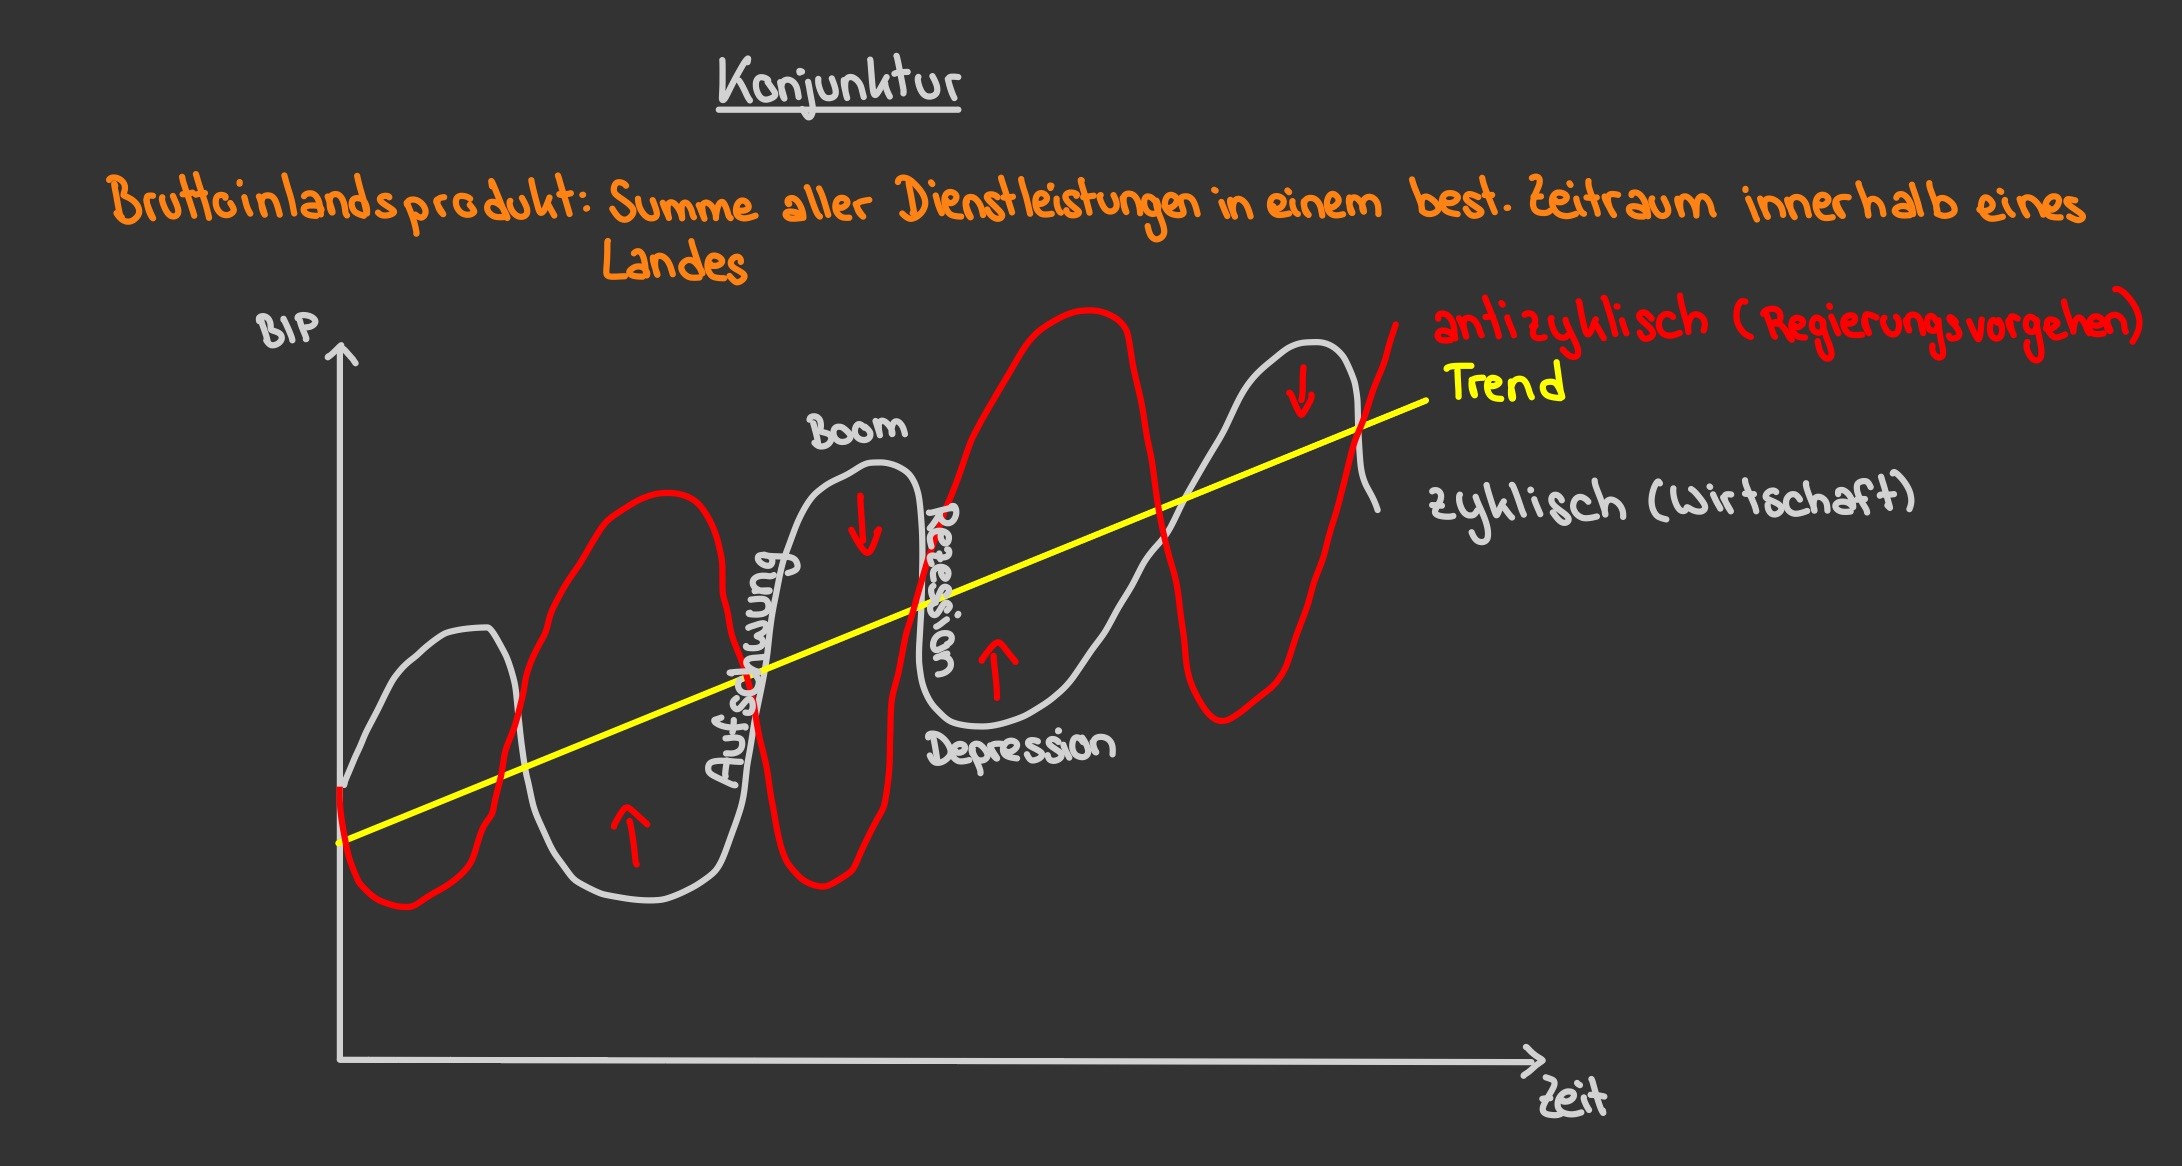 Konjunktur
Bruttoinlandsprodukt: Summe aller Dienstleistungen in einem best. Zeitraum innerhalb eines
Landes
BIP
antizyklisch (Regierungsvorgehen)
Trend
Boom
zyklisch (Wirtschaft)
Aufschwung
Rezession
Depression
Zeit